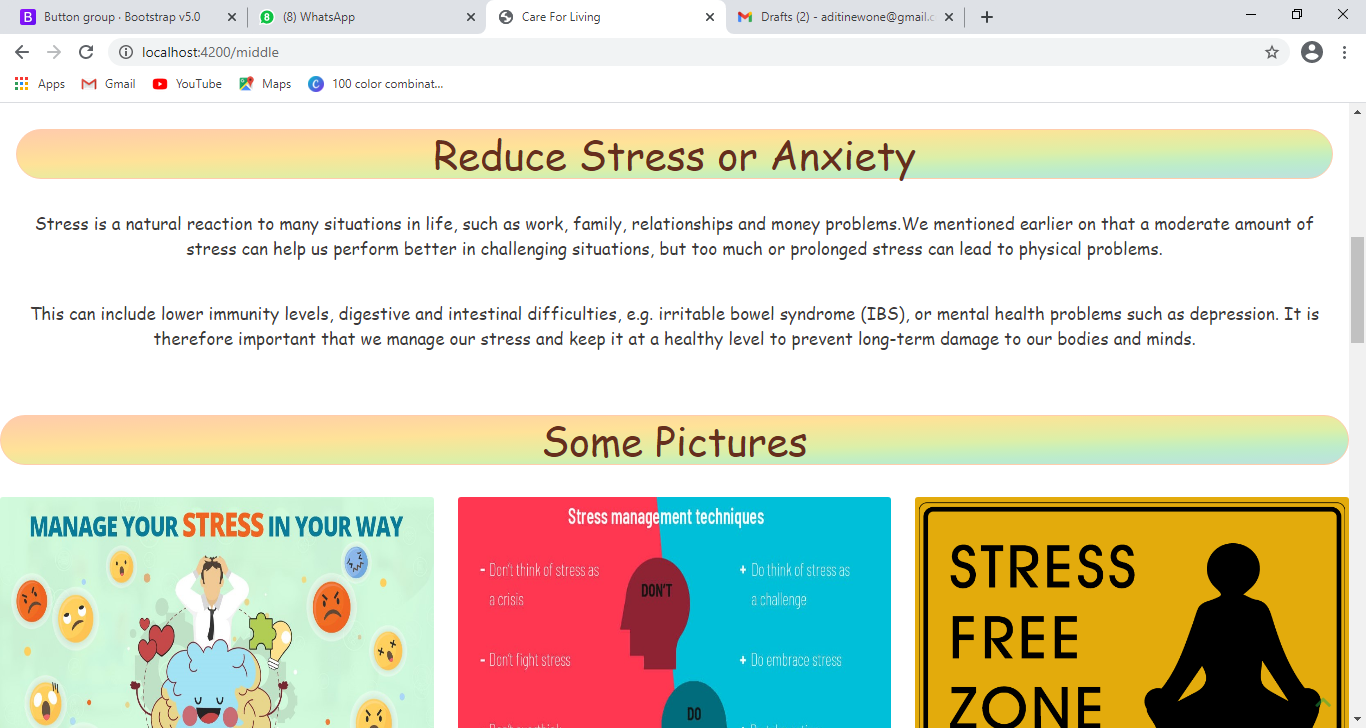 Button group · Bootstrap v5.0
(8) WhatsApp
Care For Living
Drafts (2) - aditinewone@gmail.c
localhost:4200/middle
Apps
Gmail
YouTube
Maps
100 color combinat...
Reduce Stress or Anxiety
Stress is a natural reaction to many situations in life, such as work, family, relationships and money problems.We mentioned earlier on that a moderate amount of
stress can help us perform better in challenging situations, but too much or prolonged stress can lead to physical problems.
This can include lower immunity levels, digestive and intestinal difficulties, e.g. irritable bowel syndrome (IBS), or mental health problems such as depression. It is
therefore important that we manage our stress and keep it at a healthy level to prevent long-term damage to our bodies and minds.
Some Pictures
MANAGE YOUR STRESS IN YOUR WAY
Stress management techniques
- Don't think of stress as
a crisis
- Don't fight stress
DON'T
+ Do think of stress as
a challenge
+ Do embrace stress
DO
STRESS
FREE
ZONE